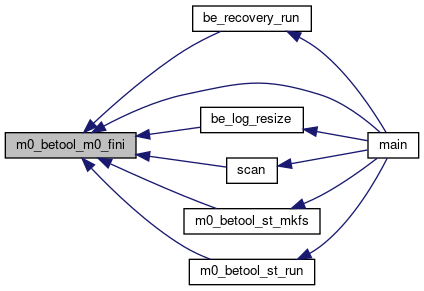 be_recovery_run
be_log_resize
m0_betool_m0_fini
main
scan
m0_betool_st_mkfs
m0_betool_st_run